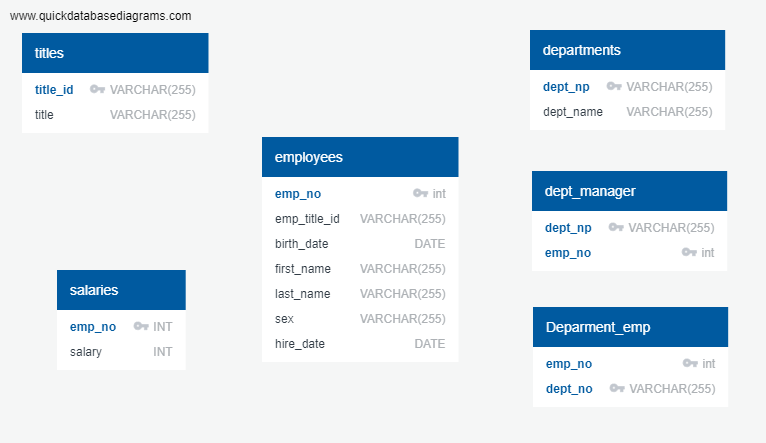 www.quickdatabasediagrams.com
titles
title_id VARCHAR(255)
title VARCHAR(255)
departments
dept_np VARCHAR(255)
dept_name VARCHAR(255)
employees
emp_no int
emp_title_id VARCHAR(255)
birth_date DATE
first_name VARCHAR(255)
last_name VARCHAR(255)
sex VARCHAR(255)
hire_date DATE
dept_manager
dept_np VARCHAR(255)
emp_no int
salaries
emp_no INT
salary INT
Deparment_emp
emp_no int
dept_no VARCHAR(255)